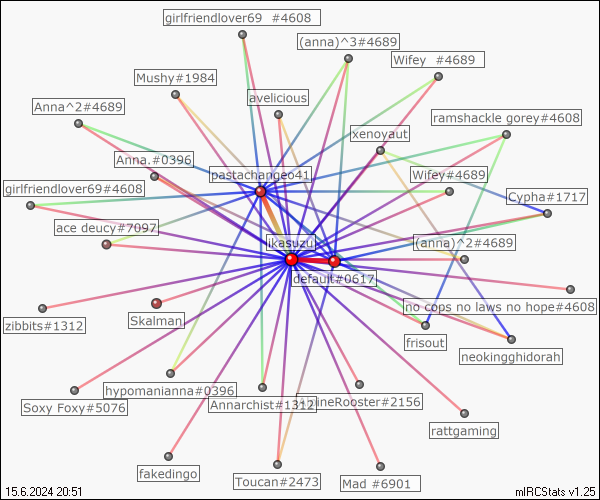 girlfriendlover69 #4608
(anna)^3#4689
Wifey #4689
Mushy#1984
avelicious
Anna^2#4689
ramshackle gorey#4608
xenoyaut
Anna.#0396
pastachangeo41
Wifey#4689
girlfriendlover69#4608
Cypha#1717
ace deucy#7097
likasuzu
(anna)^2#4689
default#0617
no cops no laws no hope#4608
zibbits#1312
Skalman
frisout
neokingghidorah
hypomanianna#0396
Soxy Foxy#5076
Annarchist#1312
ineRooster#2156
rattgaming
fakedingo
Toucan#2473
Mad #6901
15.6.2024 20:51
mIRCStats v1.25